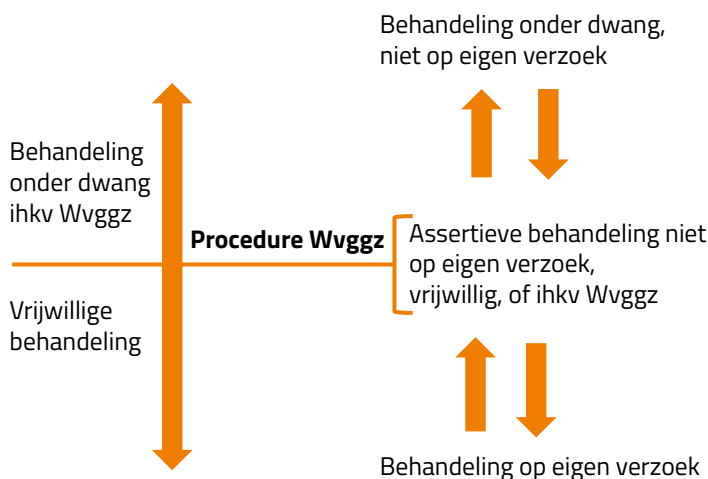 Behandeling onder dwang,
niet op eigen verzoek
Behandeling
onder dwang
ihkv Wvggz
Procedure Wvggz
Assertieve behandeling niet
op eigen verzoek,
vrijwillig, of ihkv Wvggz
Vrijwillige
behandeling
Behandeling op eigen verzoek